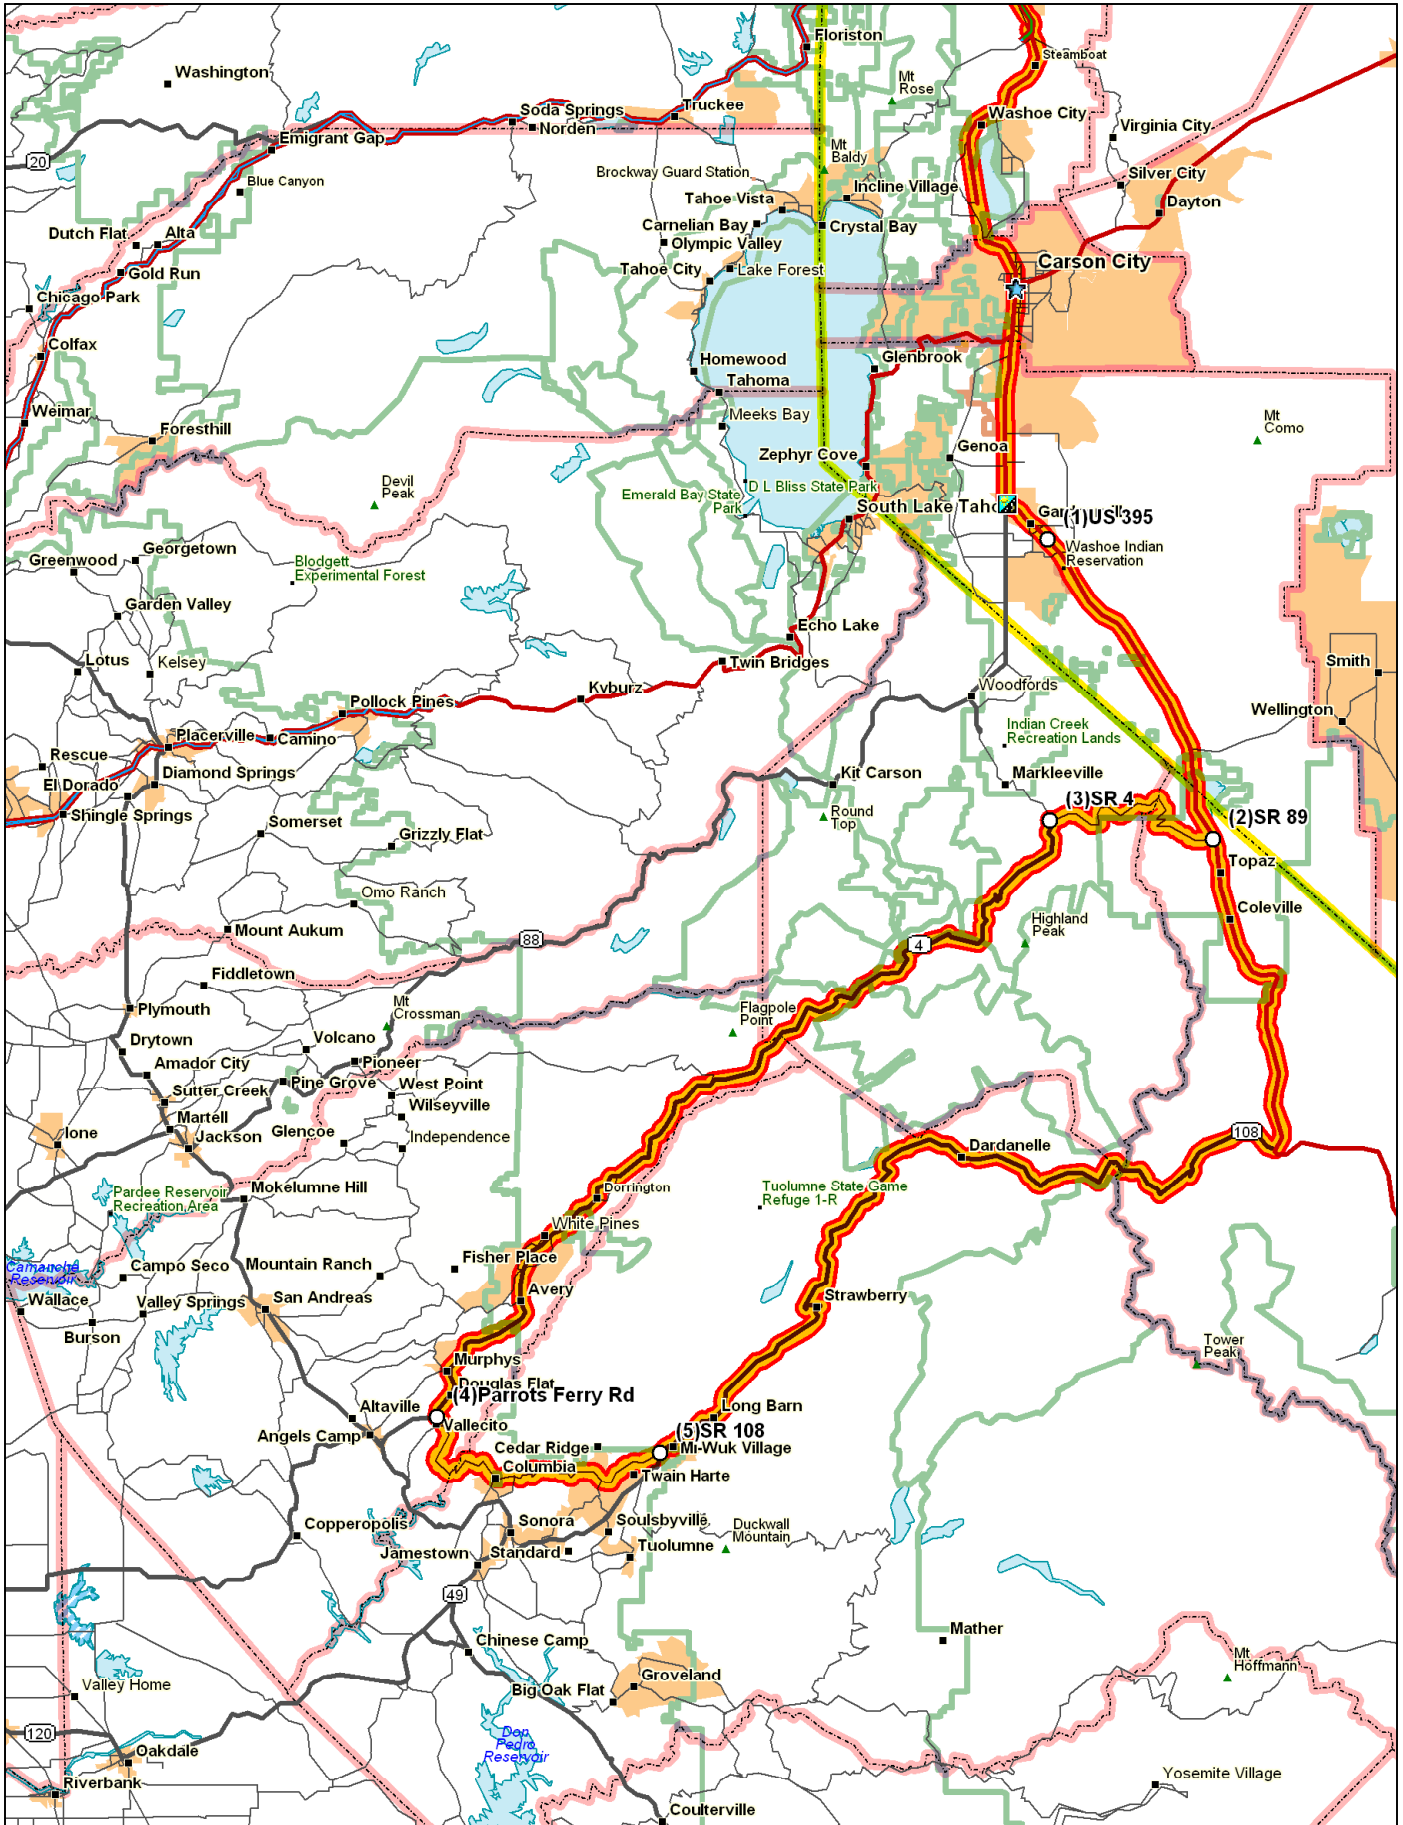 Floriston
Steamboat
Washington
Mt
Rose
Truckee
Soda Springs
Norden
Washoe City
Virginia City
Emigrant Gap
20
Mt
Baldy
Brockway Guard Station
Blue Canyon
Incline Village
Silver City
Tahoe Vista
Dayton
Carnelian Bay
Crystal Bay
Dutch Flat
Alta
Olympic Valley
Carson City
Gold Run
Tahoe City
Lake Forest
Chicago Park
Colfax
Homewood
Glenbrook
Tahoma
Weimar
Meeks Bay
Mt
Como
Foresthill
Genoa
Zephyr Cove
Devil
Peak
D L Bliss State Park
Emerald Bay State
Park
South Lake Taho
Gar
(1)US 395
Georgetown
Washoe Indian
Reservation
Greenwood
Blodgett
Experimental Forest
Garden Valley
Echo Lake
Lotus
Kelsey
Twin Bridges
Smith
Woodfords
Kyburz
Pollock Pines
Wellington
Indian Creek
Recreation Lands
Placerville
Camino
Rescue
Diamond Springs
El Dorado
Kit Carson
Markleeville
(3)SR 4
Shingle Springs
Somerset
Round
Top
(2)SR 89
Grizzly Flat
Topaz
Omo Ranch
Coleville
Highland
Peak
Mount Aukum
88
4
Fiddletown
Plymouth
Mt
Crossman
Flagpole
Point
Drytown
Volcano
Amador City
Pioneer
Sutter Creek
Pine Grove
West Point
Wilseyville
Martell
Ione
Jackson
Glencoe
Independence
108
Dardanelle
Mokelumne Hill
Pardee Reservoir
Recreation Area
Dorrington
Tuolumne State Game
Refuge 1-R
White Pines
Camanche
Reservoir
Campo Seco
Mountain Ranch
Fisher Place
Wallace
Valley Springs
San Andreas
Avery
Strawberry
Burson
Tower
Peak
Murphys
Douglas Flat
(4)Parrots Ferry Rd
Altaville
Vallecito
Long Barn
Angels Camp
(5)SR 108
Cedar Ridge
Mi-Wuk Village
Columbia
Twain Harte
Copperopolis
Sonora
Soulsbyville
Duckwall
Mountain
Jamestown
Standard
Tuolumne
49
Mather
Chinese Camp
Mt
Hoffmann
Valley Home
Groveland
Big Oak Flat
120
Don
Pedro
Reservoir
Oakdale
Riverbank
Yosemite Village
Coulterville